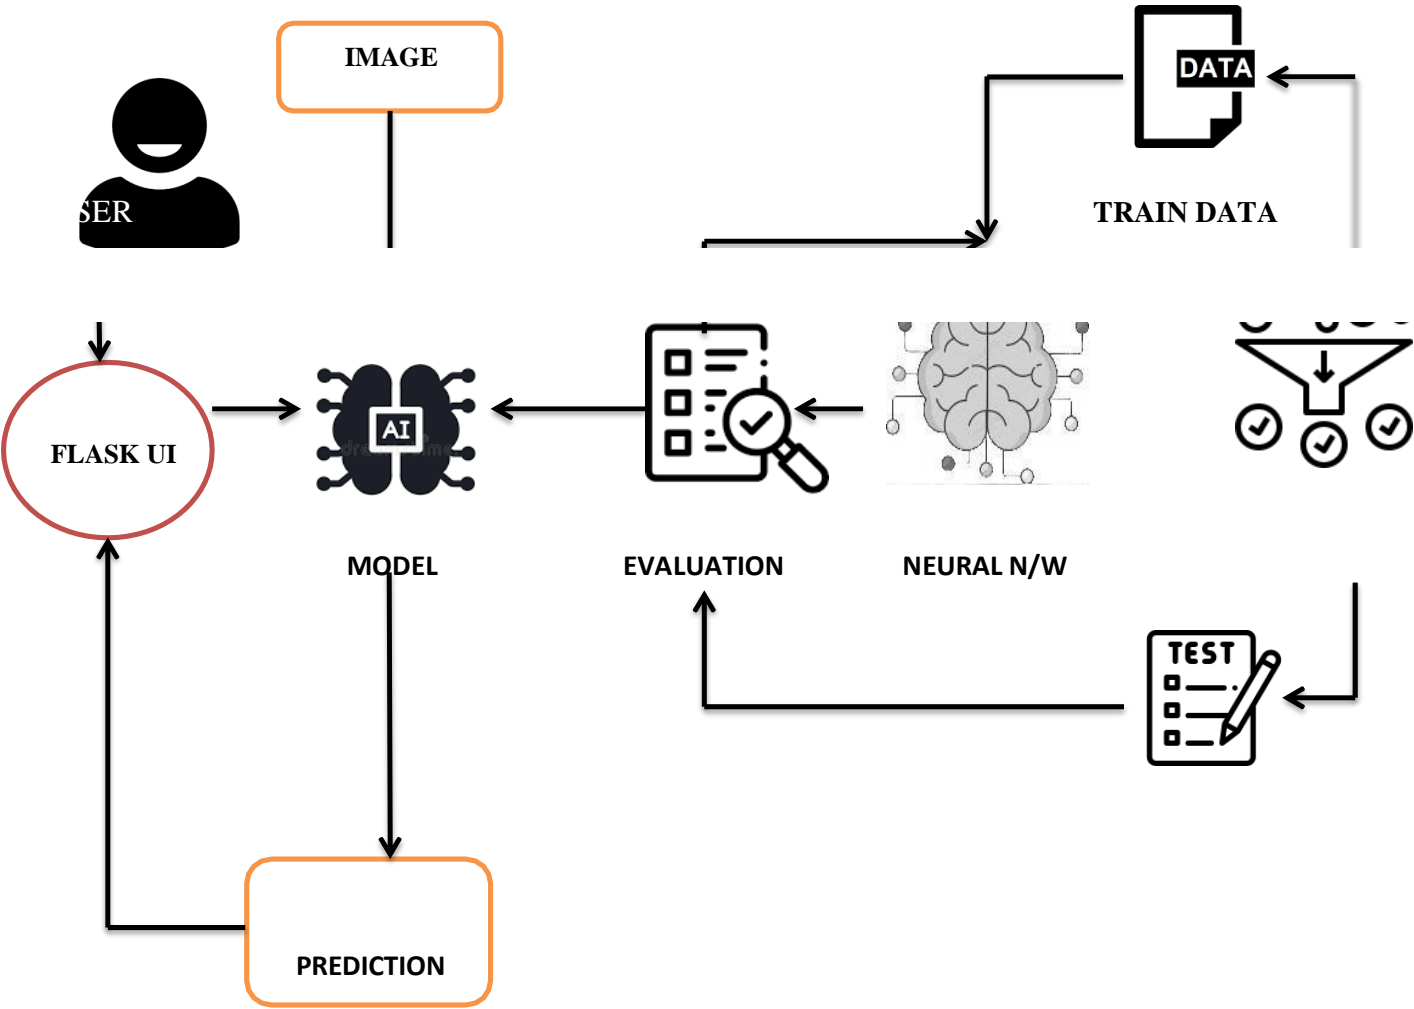 IMAGE
DATA
SER
TRAIN DATA
AI
FLASK UI
MODEL
EVALUATION
NEURAL N/W
TEST
PREDICTION